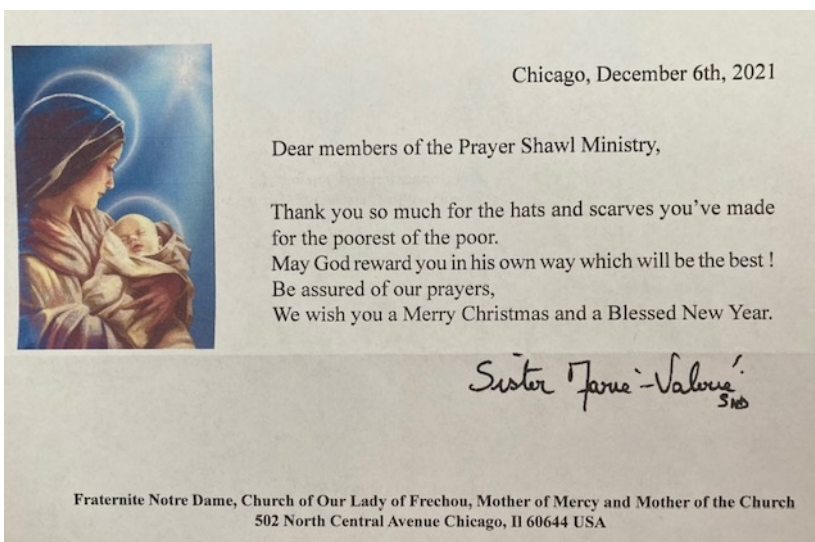 Chicago, December 6th, 2021
Dear members of the Prayer Shawl Ministry,
Thank you so much for the hats and scarves you’ve made
for the poorest of the poor.
May God reward you in his own way which will be the best !
Be assured of our prayers,
We wish you a Merry Christmas and a Blessed New Year.
Sister Marie-Valerie
Fraternite Notre Dame, Church of Our Lady of Frechou, Mother of Mercy and Mother of the Church
502 North Central Avenue Chicago, Il 60644 USA